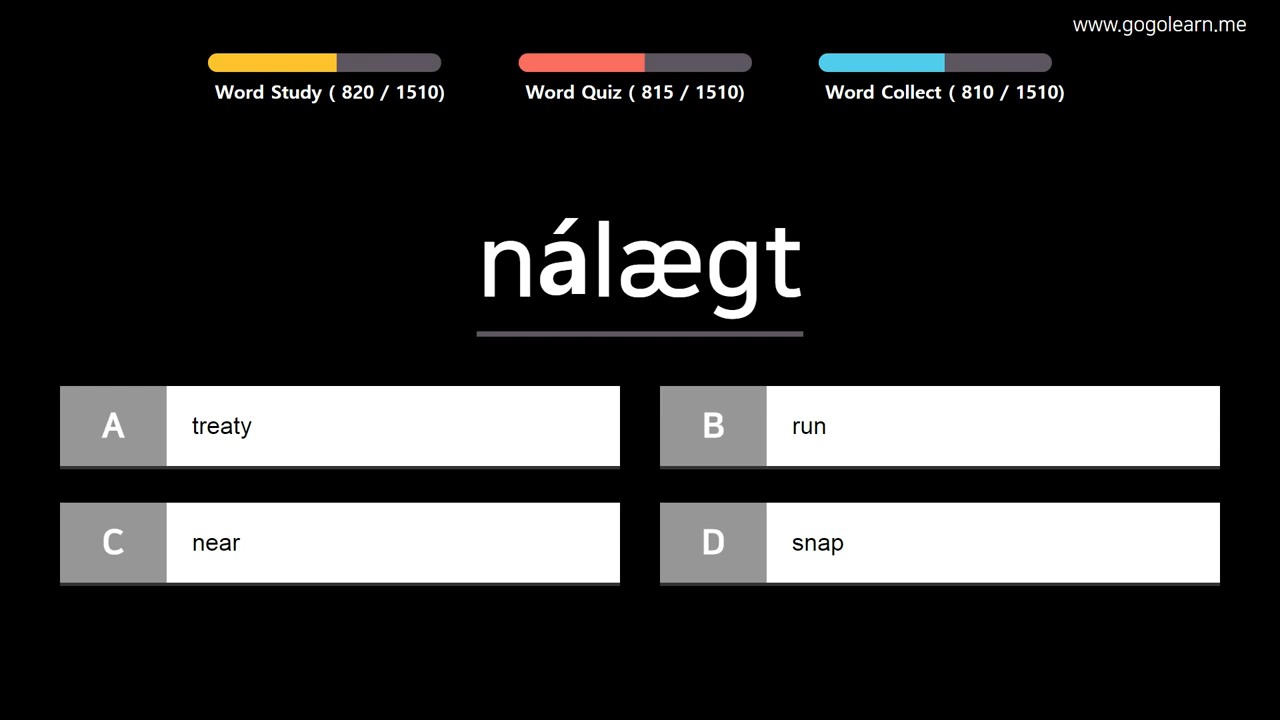 www.gogolearn.me
Word Study ( 820 / 1510)
Word Quiz ( 815 / 1510)
Word Collect ( 810 / 1510)
nálægt
A treaty
B run
C near
D snap